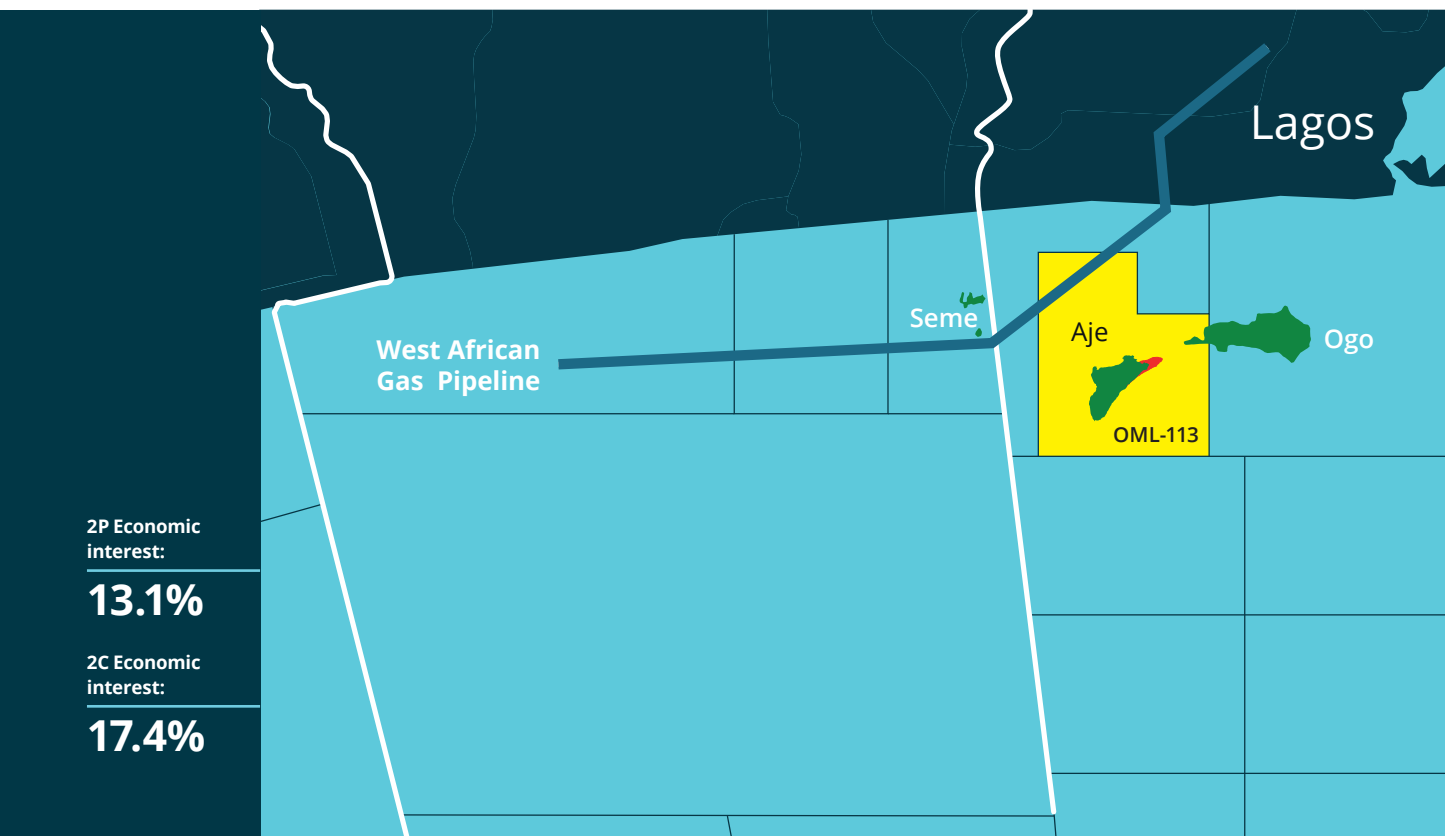 Lagos
Seme
Aje
Ogo
West African
Gas Pipeline
OML-113
2P Economic
interest:
13.1%
2C Economic
interest:
17.4%